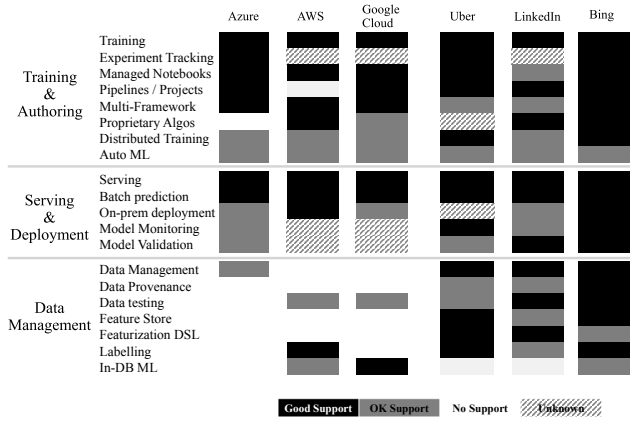 Azure AWS Google Cloud Uber LinkedIn Bing
Training & Authoring
Training
Experiment Tracking
Managed Notebooks
Pipelines / Projects
Multi-Framework
Proprietary Algos
Distributed Training
Auto ML
Serving & Deployment
Serving
Batch prediction
On-prem deployment
Model Monitoring
Model Validation
Data Management
Data Management
Data Provenance
Data testing
Feature Store
Featurization DSL
Labelling
In-DB ML
Good Support OK Support No Support Unknown